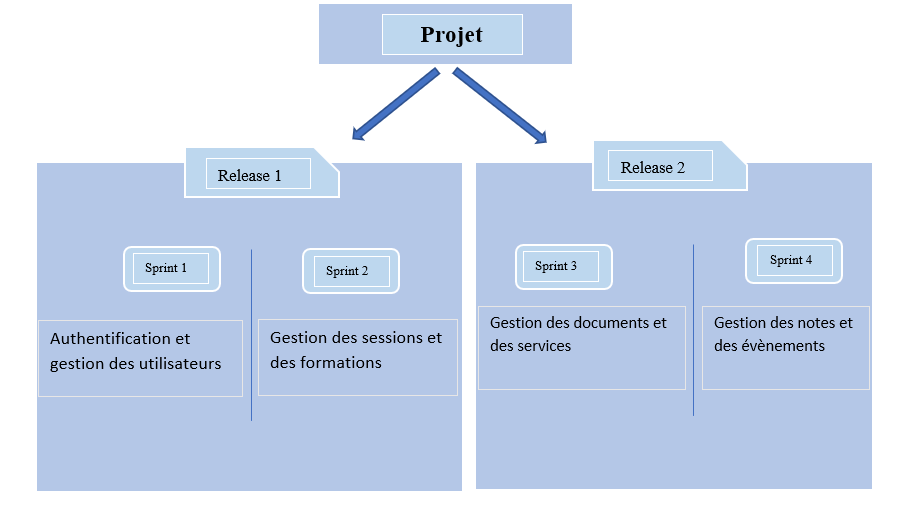 Projet
Release 1
Sprint 1
Sprint 2
Authentification et
gestion des utilisateurs
Gestion des sessions et
des formations
Release 2
Sprint 3
Sprint 4
Gestion des documents et
des services
Gestion des notes et
des évènements